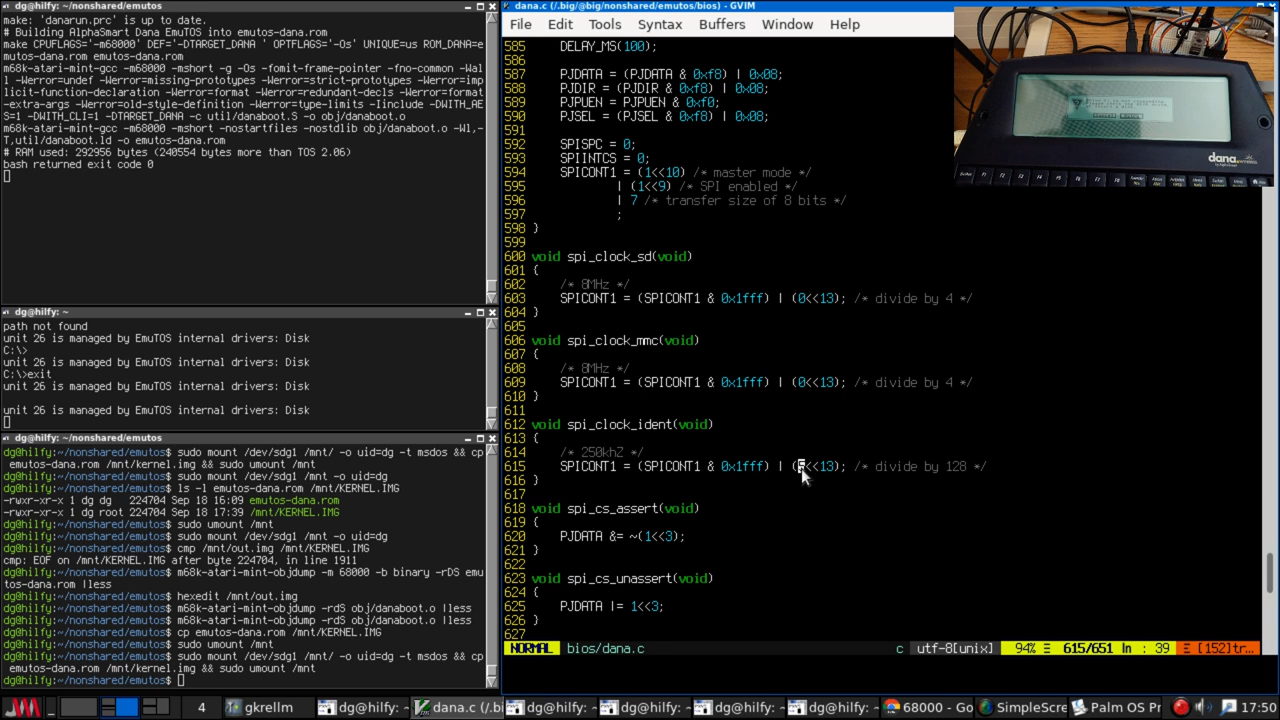 make: 'danarun.prc' is up to date.
# Building AlphaSmart Dana EmuTOS into emutos-dana.rom
make CPUFLAGS='-m68000' DEF='-DTARGET_DANA ' OPTFLAGS='-Os' UNIQUE=us ROM_DANA=e
mutos-dana.rom emutos-dana.rom
m68k-atari-mint-gcc -m68000 -mshort -g -Os -fomit-frame-pointer -fno-common -Wal
l -Werror=undef -Werror=missing-prototypes -Werror=strict-prototypes -Werror=imp
licit-function-declaration -Werror=format -Werror=redundant-decls -Werror=format
-extra-args -Werror=old-style-definition -Werror=type-limits -Iinclude -DWITH_AE
S=1 -DWITH_CLI=1 -DTARGET_DANA -c util/danaboot.S -o obj/danaboot.o
m68k-atari-mint-gcc -m68000 -mshort -nostartfiles -nostdlib obj/danaboot.o -Wl,-
T,util/danaboot.ld -o emutos-dana.rom
# RAM used: 292956 bytes (240554 bytes more than TOS 2.06)
bash returned exit code 0
dg@hilfy: ~
path not found
unit 26 is managed by EmuTOS internal drivers: Disk
C:\>
unit 26 is managed by EmuTOS internal drivers: Disk
C:\>exit
unit 26 is managed by EmuTOS internal drivers: Disk
unit 26 is managed by EmuTOS internal drivers: Disk
dg@hilfy: ~/nonshared/emutos
dg@hilfy:~/nonshared/emutos$ sudo mount /dev/sdg1 /mnt/ -o uid=dg -t msdos && cp
emutos-dana.rom /mnt/kernel.img && sudo umount /mnt
dg@hilfy:~/nonshared/emutos$ sudo mount /dev/sdg1 /mnt -o uid=dg
dg@hilfy:~/nonshared/emutos$ ls -l emutos-dana.rom /mnt/KERNEL.IMG
-rwxr-xr-x 1 dg dg   224704 Sep 18 16:09 emutos-dana.rom
-rwxr-xr-x 2 dg root 224704 Sep 18 17:39 /mnt/KERNEL.IMG
dg@hilfy:~/nonshared/emutos$ sudo umount /mnt
dg@hilfy:~/nonshared/emutos$ sudo mount /dev/sdg1 /mnt -o uid=dg
dg@hilfy:~/nonshared/emutos$ cmp /mnt/out.img /mnt/KERNEL.IMG
cmp: EOF on /mnt/KERNEL.IMG after byte 224704, in line 1911
dg@hilfy:~/nonshared/emutos$ m68k-atari-mint-objdump -m 68000 -b binary -rDS emu
tos-dana.rom |less
dg@hilfy:~/nonshared/emutos$ hexedit /mnt/out.img
dg@hilfy:~/nonshared/emutos$ m68k-atari-mint-objdump -rdS obj/danaboot.o |less
dg@hilfy:~/nonshared/emutos$ m68k-atari-mint-objdump -rdS obj/danaboot.o |less
dg@hilfy:~/nonshared/emutos$ cp emutos-dana.rom /mnt/KERNEL.IMG
dg@hilfy:~/nonshared/emutos$ sudo umount /mnt
dg@hilfy:~/nonshared/emutos$ sudo mount /dev/sdg1 /mnt/ -o uid=dg -t msdos && cp
emutos-dana.rom /mnt/kernel.img && sudo umount /mnt
dg@hilfy:~/nonshared/emutos$
dg@hilfy: ~/nonshared/emutos
dana.c (/.big/@big/nonshared/emutos/bios) - GVIM
File Edit Tools Syntax Buffers Window Help
585     DELAY_MS(100);
586
587     PJDATA = (PJDATA & 0xf8) | 0x08;
588     PJDIR = (PJDIR & 0xf8) | 0x08;
589     PJPUEN = PJPUEN & 0xf0;
590     PJSEL = (PJSEL & 0xf8) | 0x08;
591
592     SPISPC = 0;
593     SPIINTCS = 0;
594     SPICONT1 = (1<<10) /* master mode */
595             | (1<<9) /* SPI enabled */
596             | 7 /* transfer size of 8 bits */
597             ;
598 }
599
600 void spi_clock_sd(void)
601 {
602     /* 8MHz */
603     SPICONT1 = (SPICONT1 & 0x1fff) | (0<<13); /* divide by 4 */
604 }
605
606 void spi_clock_mmc(void)
607 {
608     /* 8MHz */
609     SPICONT1 = (SPICONT1 & 0x1fff) | (0<<13); /* divide by 4 */
610 }
611
612 void spi_clock_ident(void)
613 {
614     /* 250khZ */
615     SPICONT1 = (SPICONT1 & 0x1fff) | (5<<13); /* divide by 128 */
616 }
617
618 void spi_cs_assert(void)
619 {
620     PJDATA &= ~(1<<3);
621 }
622
623 void spi_cs_unassert(void)
624 {
625     PJDATA |= 1<<3;
626 }
627
NORMAL bios/dana.c c utf-8[unix] 94% ☰ 615/651 ln : 39 Ξ [152]tr…
dana
4 gkrellm dg@hilfy: ~ dana.c (/.bi dg@hilfy: ~ dg@hilfy: ~ dg@hilfy: ~ dg@hilfy: ~ 68000 - Go SimpleScre Palm OS Pr 17:50